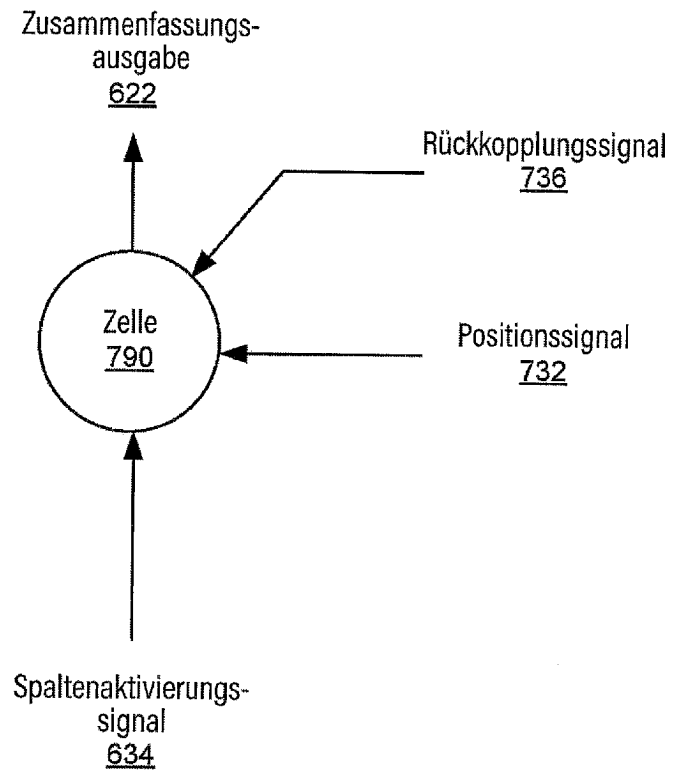 Zusammenfassungs-
ausgabe
622
Rückkopplungssignal
736
Zelle
790
Positionssignal
732
Spaltenaktivierungs-
signal
634